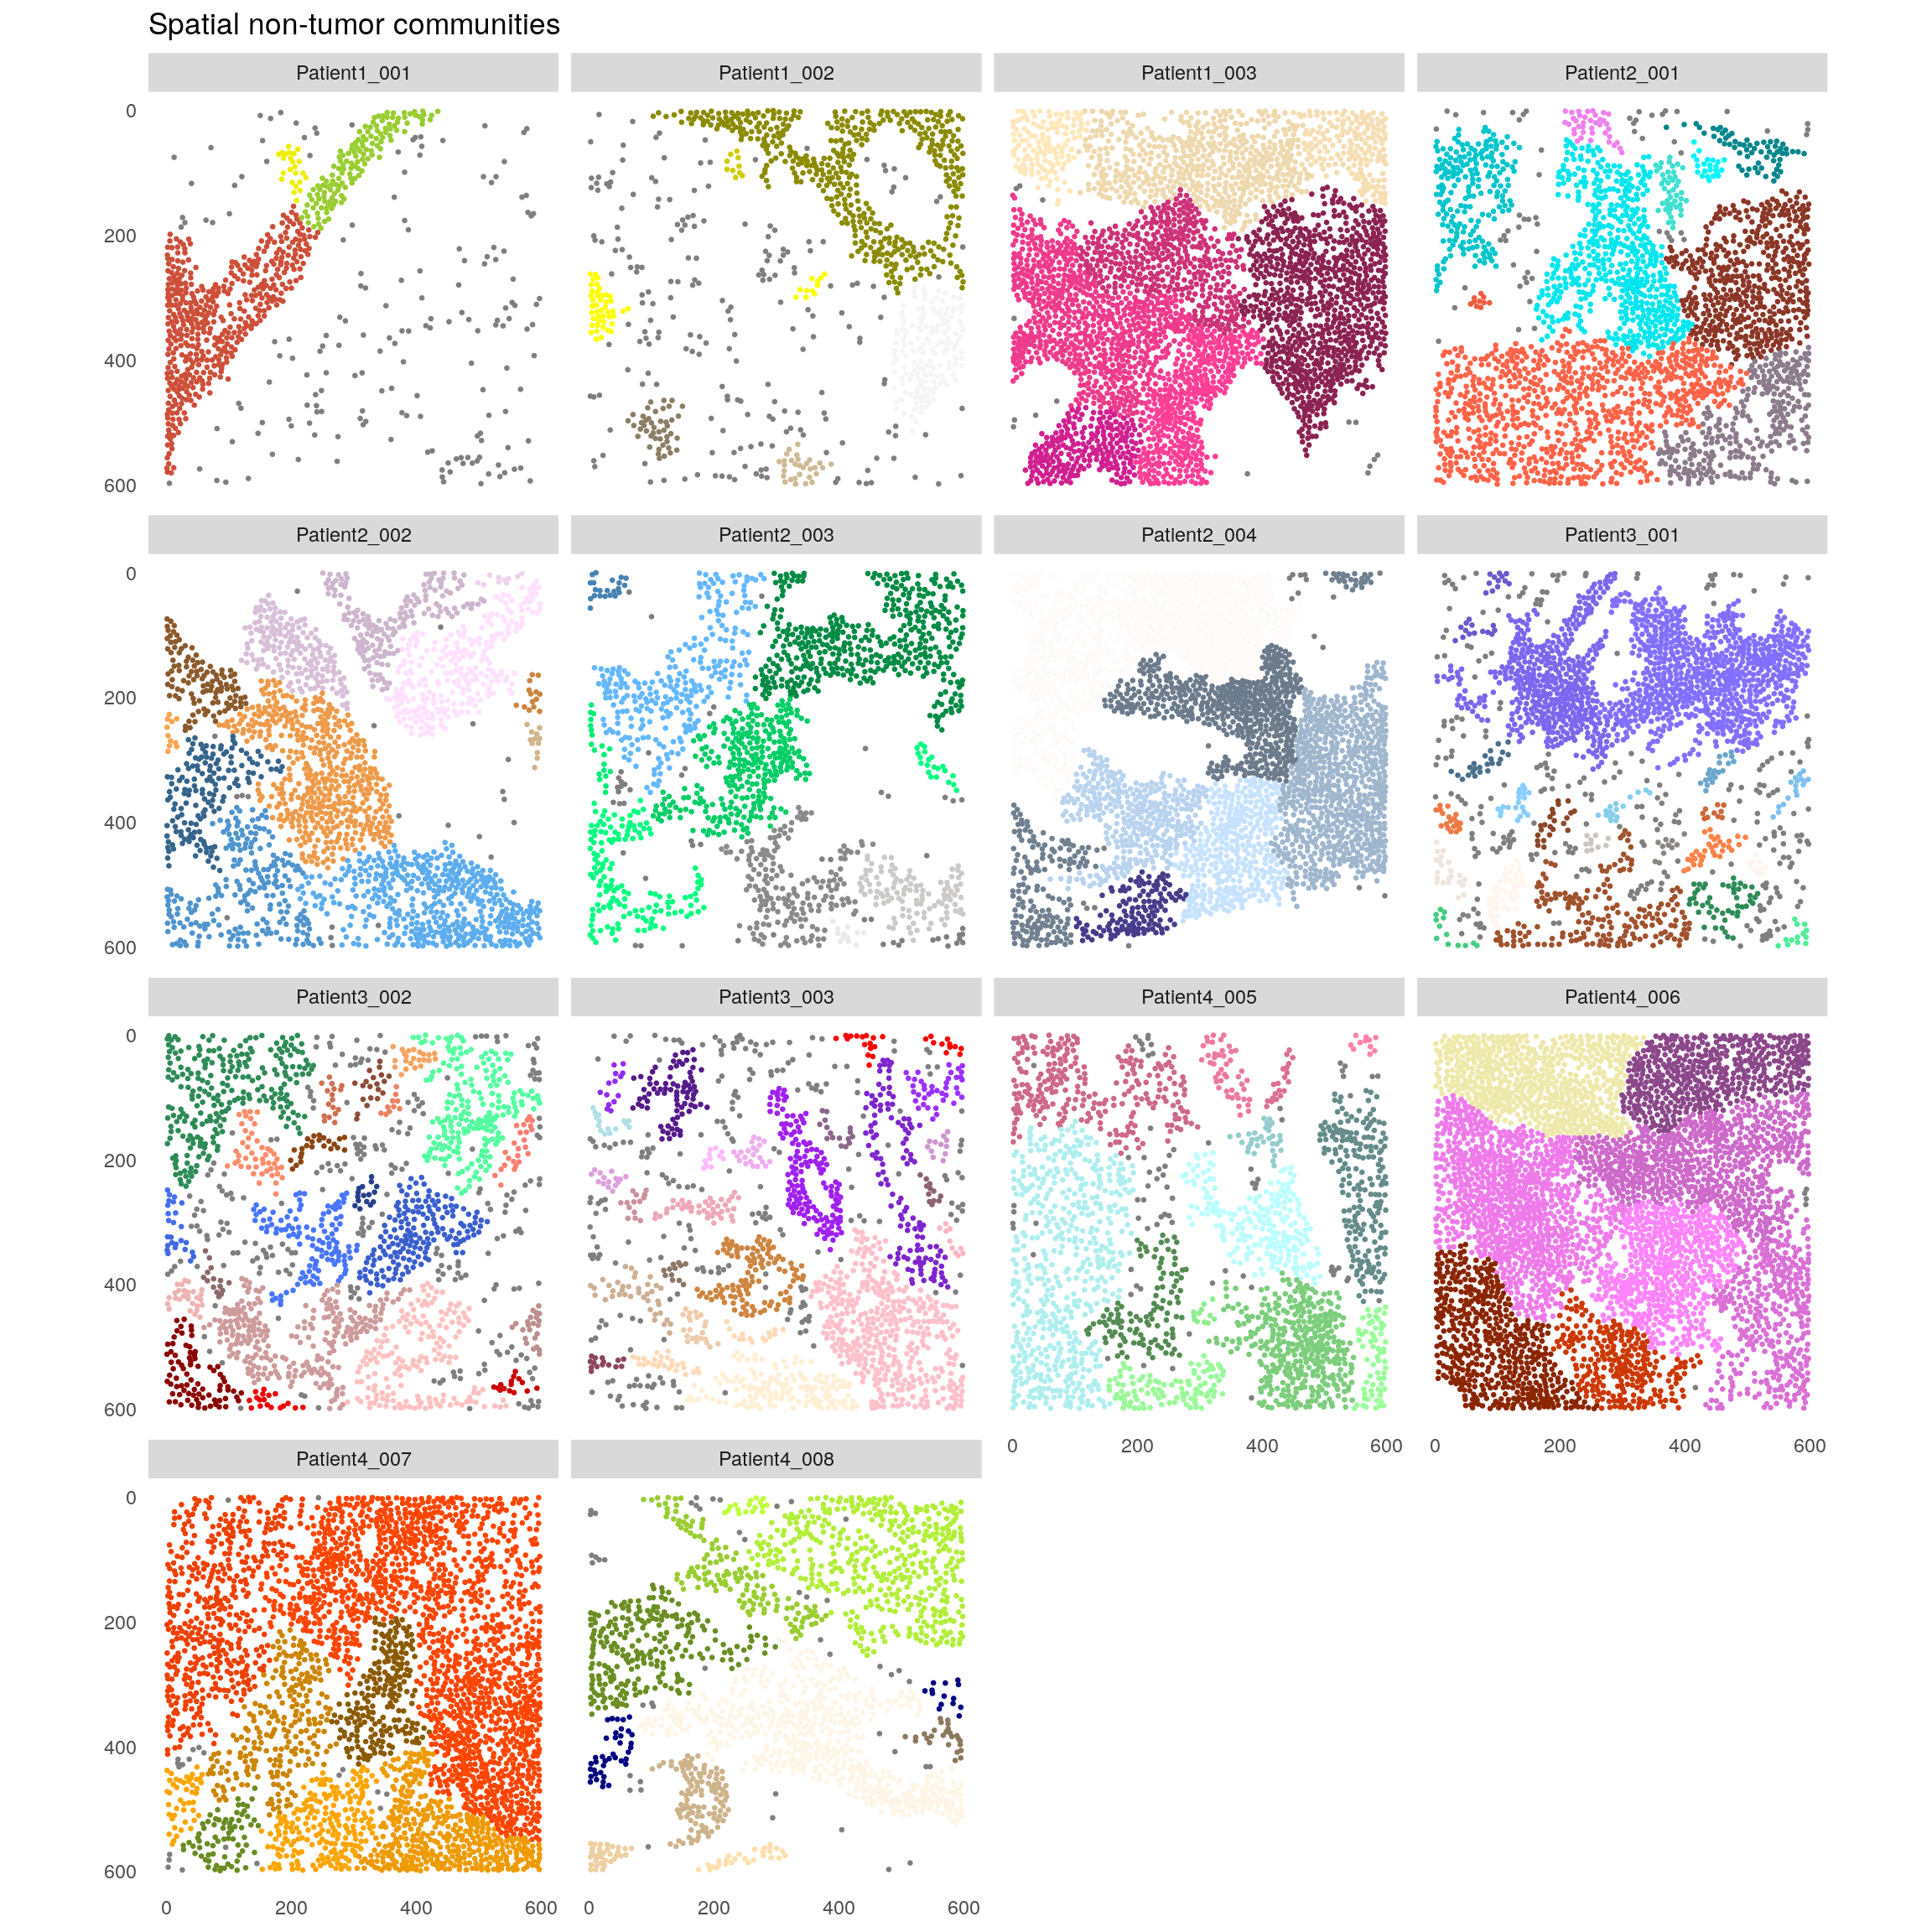 Spatial non-tumor communities
Patient1_001 Patient1_002 Patient1_003 Patient2_001
0
200
400
600
Patient2_002 Patient2_003 Patient2_004 Patient3_001
0
200
400
600
Patient3_002 Patient3_003 Patient4_005 Patient4_006
0
200
400
600
0 200 400 600 0 200 400 600
Patient4_007 Patient4_008
0
200
400
600
0 200 400 600 0 200 400 600